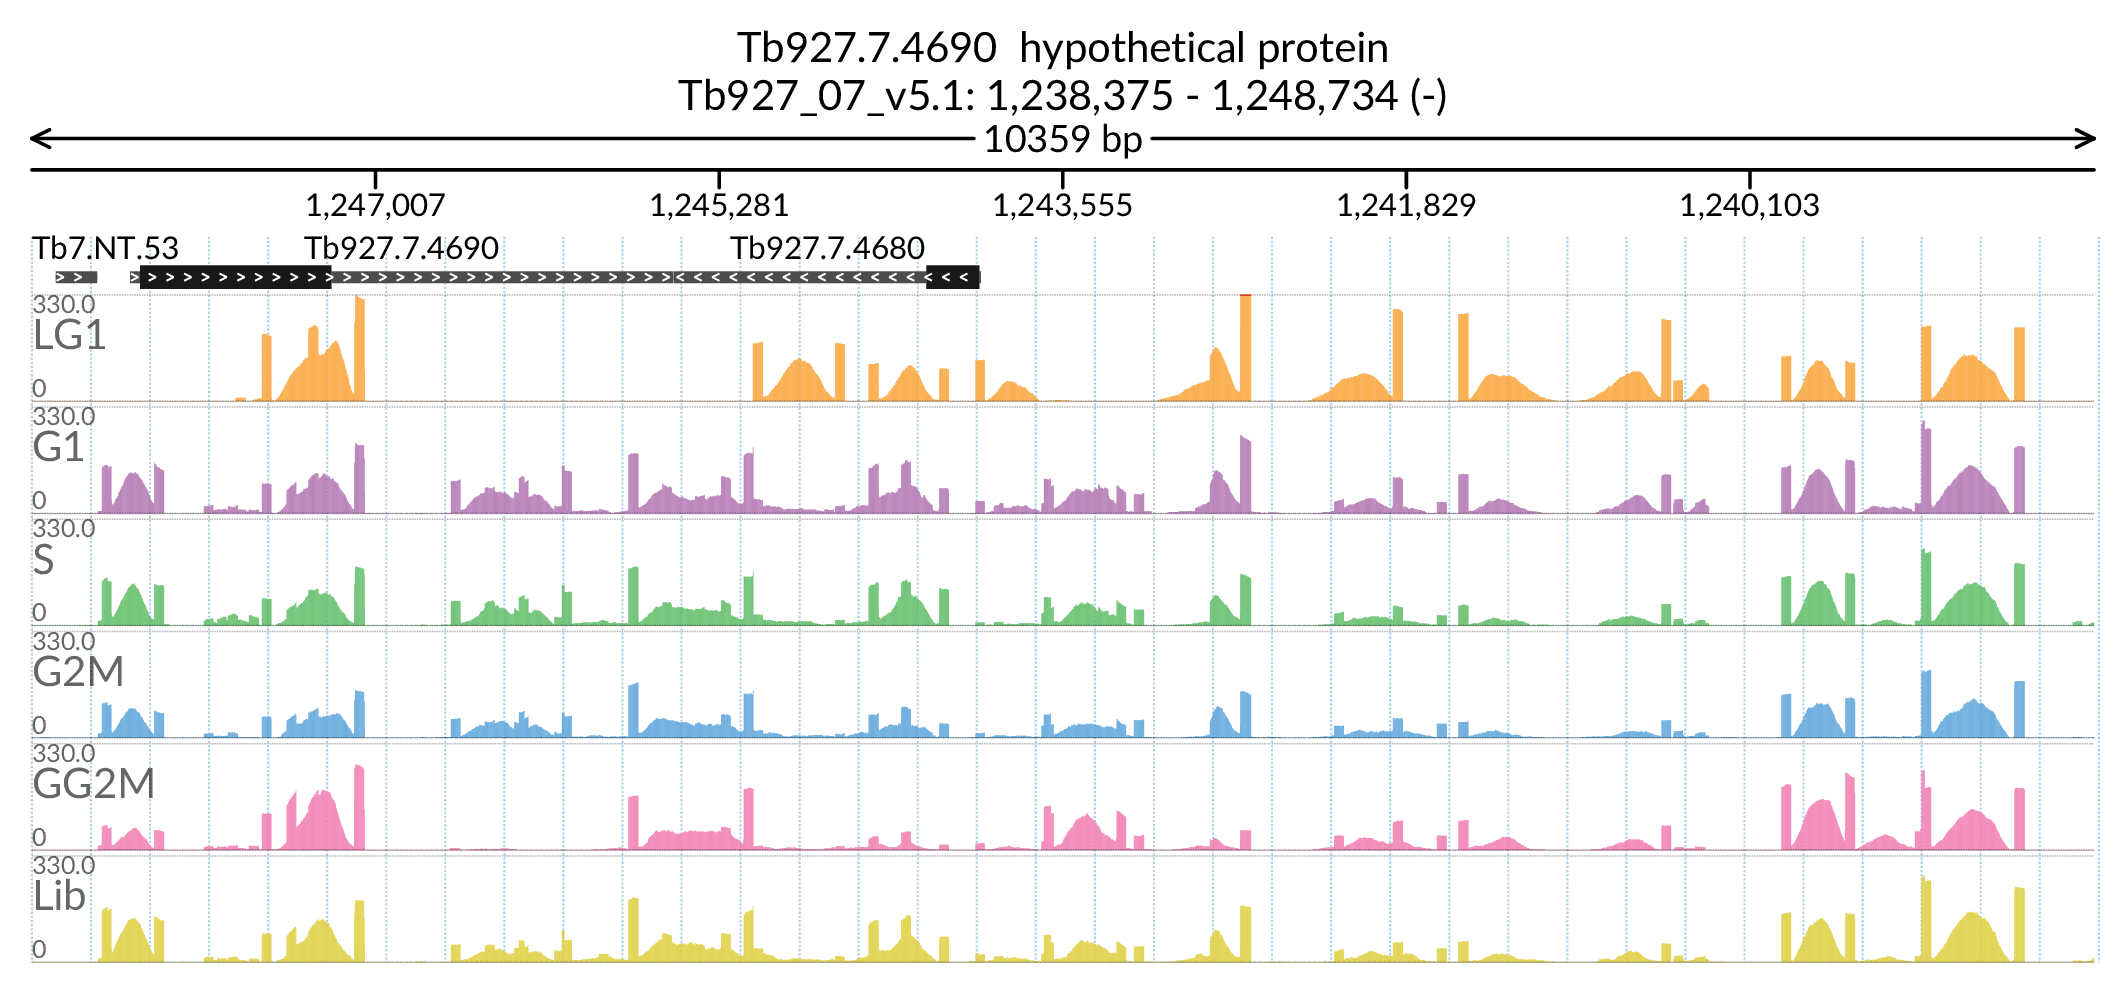 Tb927.7.4690  hypothetical protein
Tb927_07_v5.1: 1,238,375 - 1,248,734 (-)
10359 bp
1,247,007 1,245,281 1,243,555 1,241,829 1,240,103
Tb7.NT.53 Tb927.7.4690 Tb927.7.4680
330.0
LG1
0
330.0
G1
0
330.0
S
0
330.0
G2M
0
330.0
GG2M
0
330.0
Lib
0